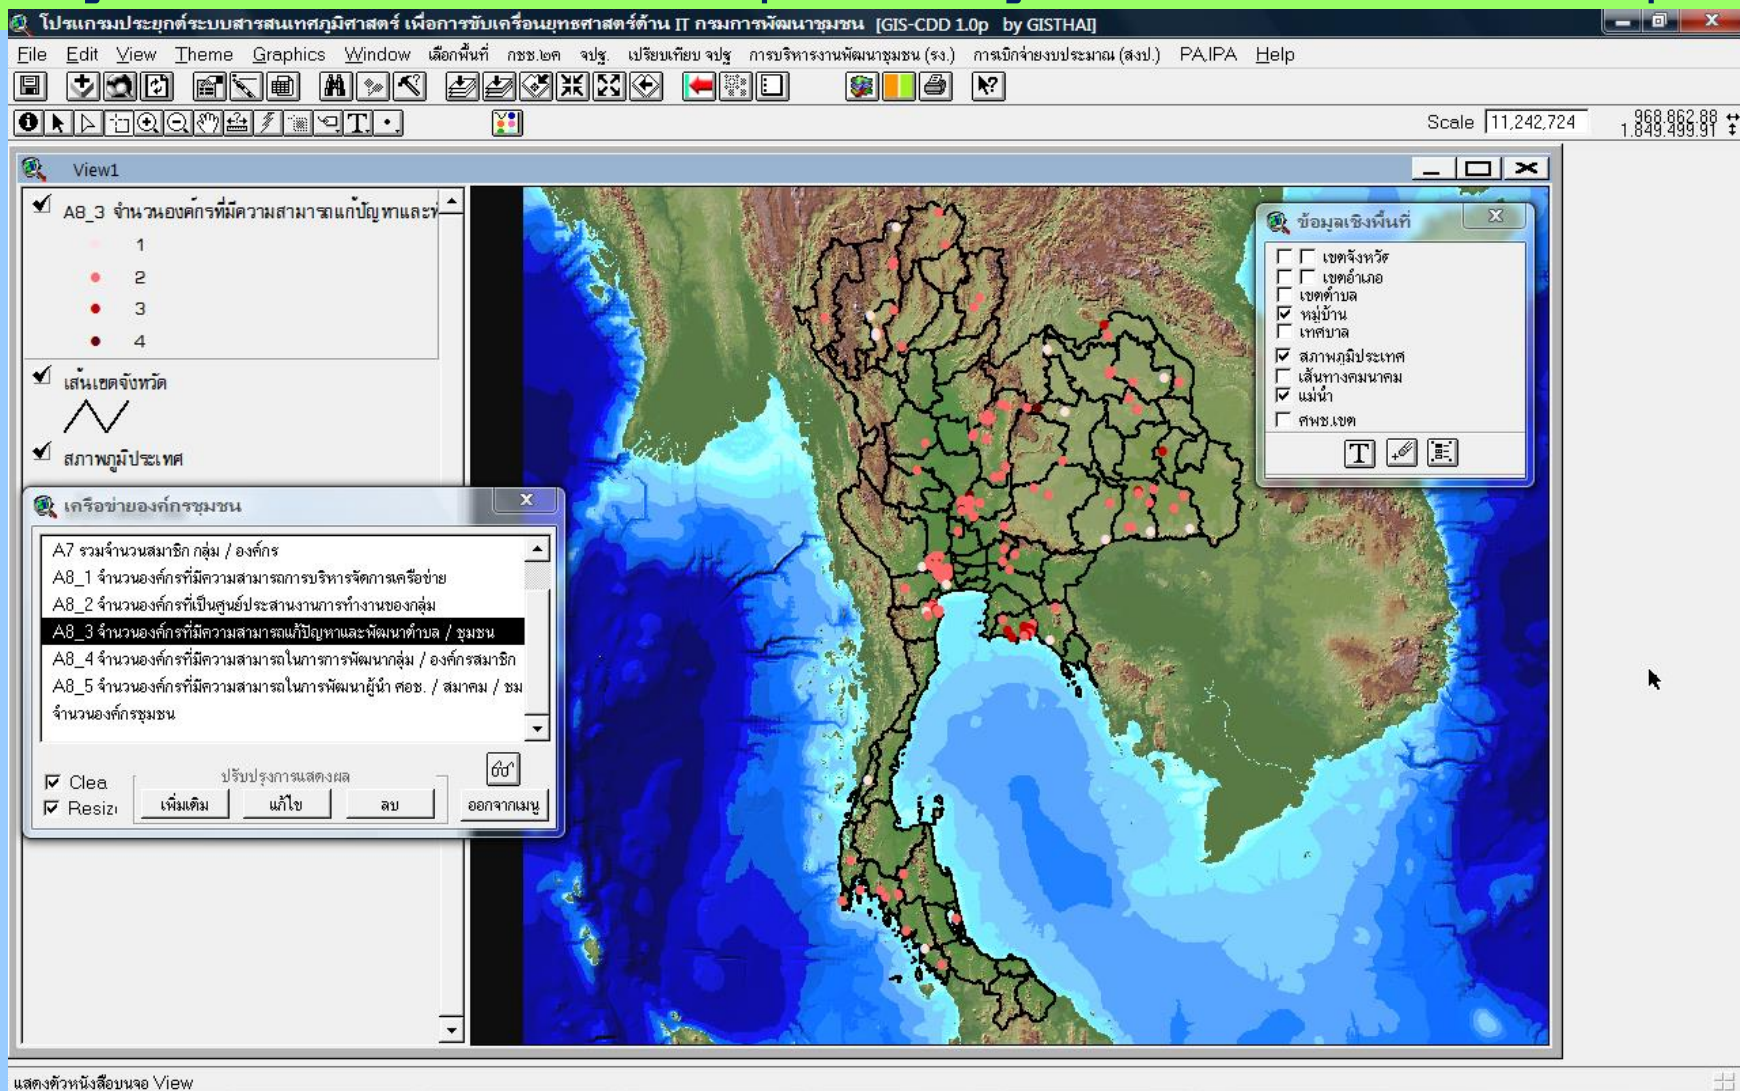 โปรแกรมประยุกต์ระบบสารสนเทศภูมิศาสตร์ เพื่อการขับเคลื่อนยุทธศาสตร์ด้าน IT กรมการพัฒนาชุมชน [GIS-CDD 1.0p by GISTHAI]
File Edit View Theme Graphics Window เลือกพื้นที่ กชช.๒ค จปฐ. เปรียบเทียบ จปฐ การบริหารงานพัฒนาชุมชน (รง.) การเบิกจ่ายงบประมาณ (สงป.) PA,IPA Help
Scale 11,242,724
968,862.88
1,849,499.91
View1
A8_3 จำนวนองค์กรที่มีความสามารถแก้ปัญหาและ
1
2
3
4
เส้นเขตจังหวัด
สภาพภูมิประเทศ
เครือข่ายองค์กรชุมชน
A7 รวมจำนวนสมาชิก กลุ่ม / องค์กร
A8_1 จำนวนองค์กรที่มีความสามารถการบริหารจัดการเครือข่าย
A8_2 จำนวนองค์กรที่เป็นศูนย์ประสานงานการทำงานของกลุ่ม
A8_3 จำนวนองค์กรที่มีความสามารถแก้ปัญหาและพัฒนาตำบล / ชุมชน
A8_4 จำนวนองค์กรที่มีความสามารถในการการพัฒนากลุ่ม / องค์กรสมาชิก
A8_5 จำนวนองค์กรที่มีความสามารถในการพัฒนาผู้นำ ศอช. / สมาคม / ชม
จำนวนองค์กรชุมชน
Clea
Resiz
ปรับปรุงการแสดงผล
เพิ่มเติม แก้ไข ลบ ออกจากเมนู
ข้อมูลเชิงพื้นที่
เขตจังหวัด
เขตอำเภอ
เขตตำบล
หมู่บ้าน
เทศบาล
สภาพภูมิประเทศ
เส้นทางคมนาคม
แม่น้ำ
ศพช.เขต
T
แสดงตัวหนังสือบนจอ View